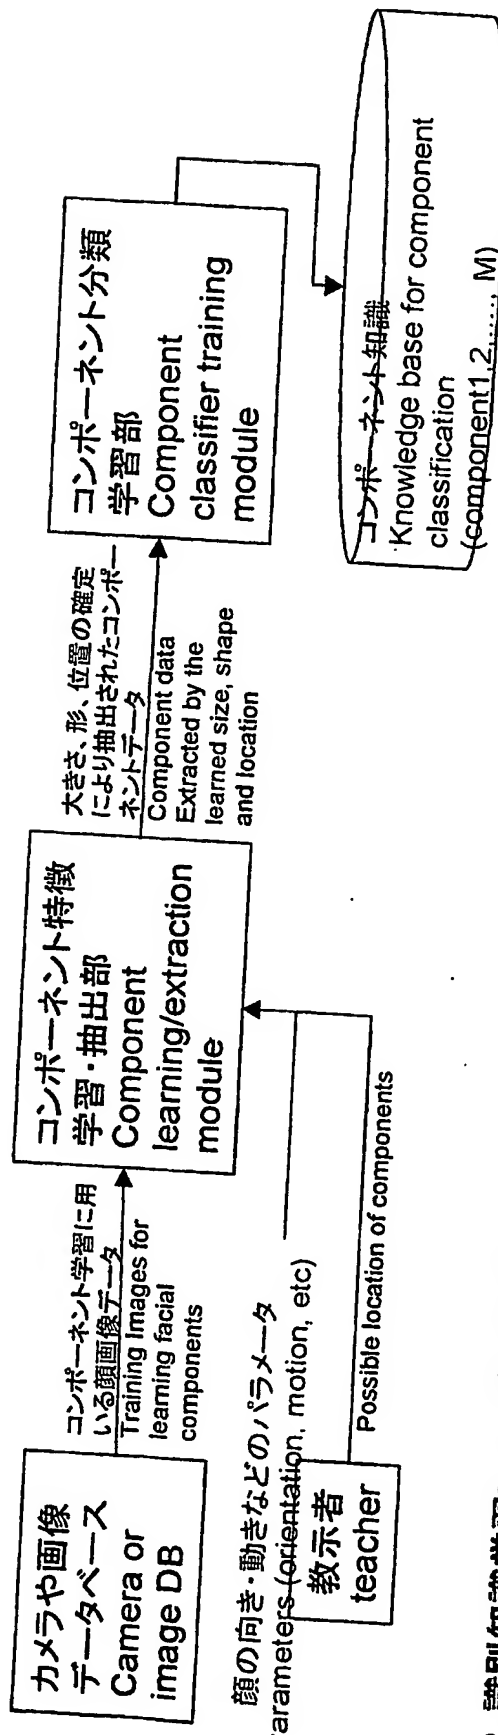 カメラや画像
データベース
Camera or
image DB
コンポーネント学習に用
いる顔画像データ
Training Images for
learning facial
components
コンポーネント特徴
学習・抽出部
Component
learning/extraction
module
大きさ、形、位置の確定
により抽出されたコンポー
ネントデータ
Component data
Extracted by the
learned size, shape
and location
コンポーネント分類
学習部
Component
classifier training
module
コンポーネント知識
Knowledge base for component
classification
(component1,2,...., M)
顔の向き・動きなどのパラメータ
arameters (orientation, motion, etc)
教示者
teacher
Possible location of components